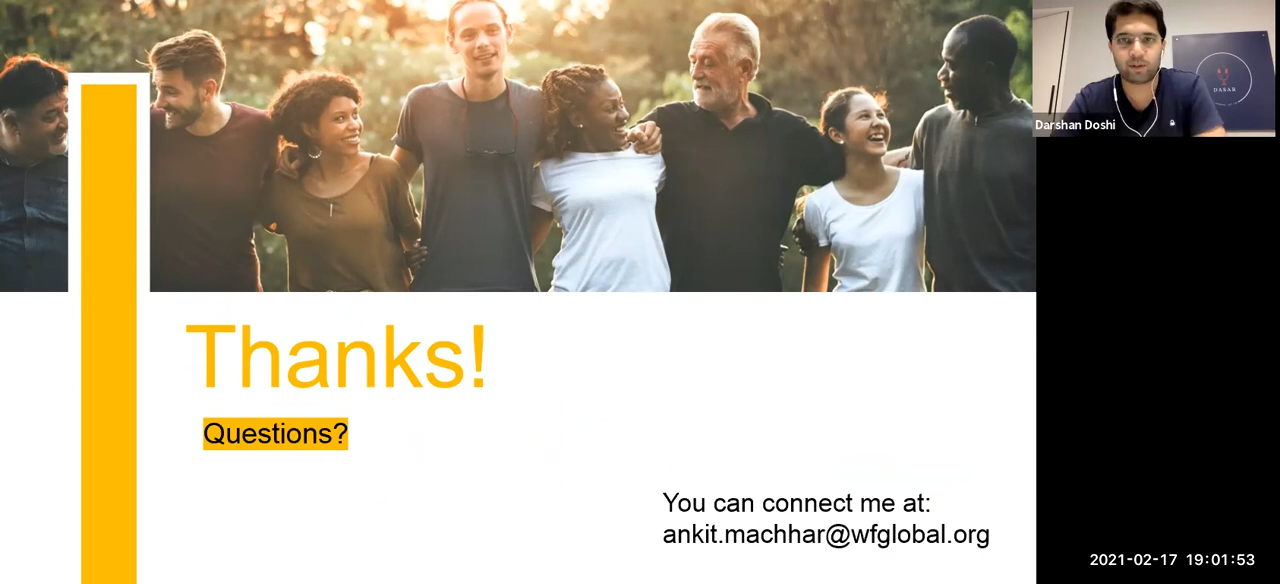 DASAR
Darshan Doshi
Thanks!
Questions?
You can connect me at:
ankit.machhar@wfglobal.org
2021-02-17 19:01:53